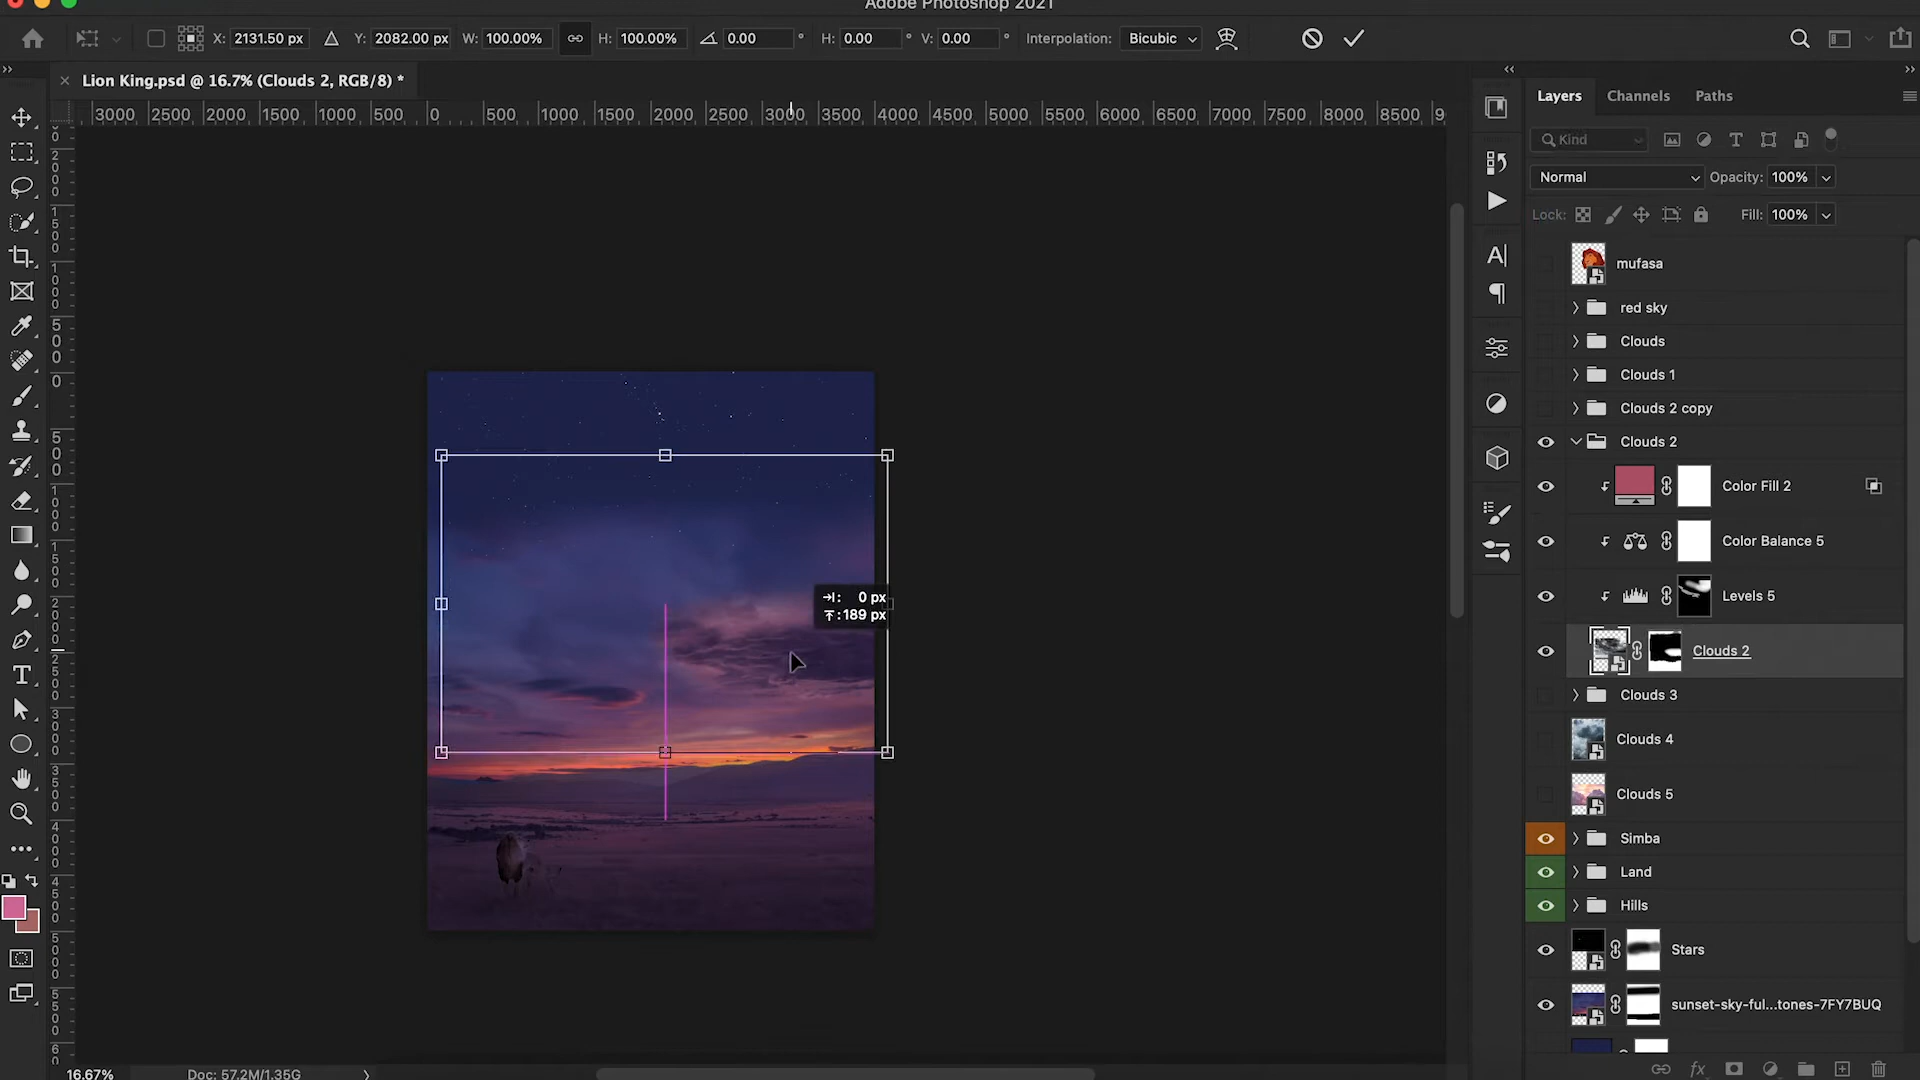 Adobe Photoshop 2021
X: 2131.50 px
Y: 2082.00 px
W: 100.00%
H: 100.00%
0.00 °
H: 0.00 °
V: 0.00 °
Interpolation: Bicubic
Lion King.psd @ 16.7% (Clouds 2, RGB/8) *
3000 2500 2000 1500 1000 500 0 500 1000 1500 2000 2500 3000 3500 4000 4500 5000 5500 6000 6500 7000 7500 8000 8500 9
Layers Channels Paths
Kind
Normal Opacity: 100%
Lock: Fill: 100%
mufasa
red sky
Clouds
Clouds 1
Clouds 2 copy
Clouds 2
Color Fill 2
Color Balance 5
Levels 5
Clouds 2
Clouds 3
Clouds 4
Clouds 5
Simba
Land
Hills
Stars
sunset-sky-ful...tones-7FY7BUQ
fx
: 0 px
: 189 px
16.67% Doc: 57.2M/1.35G